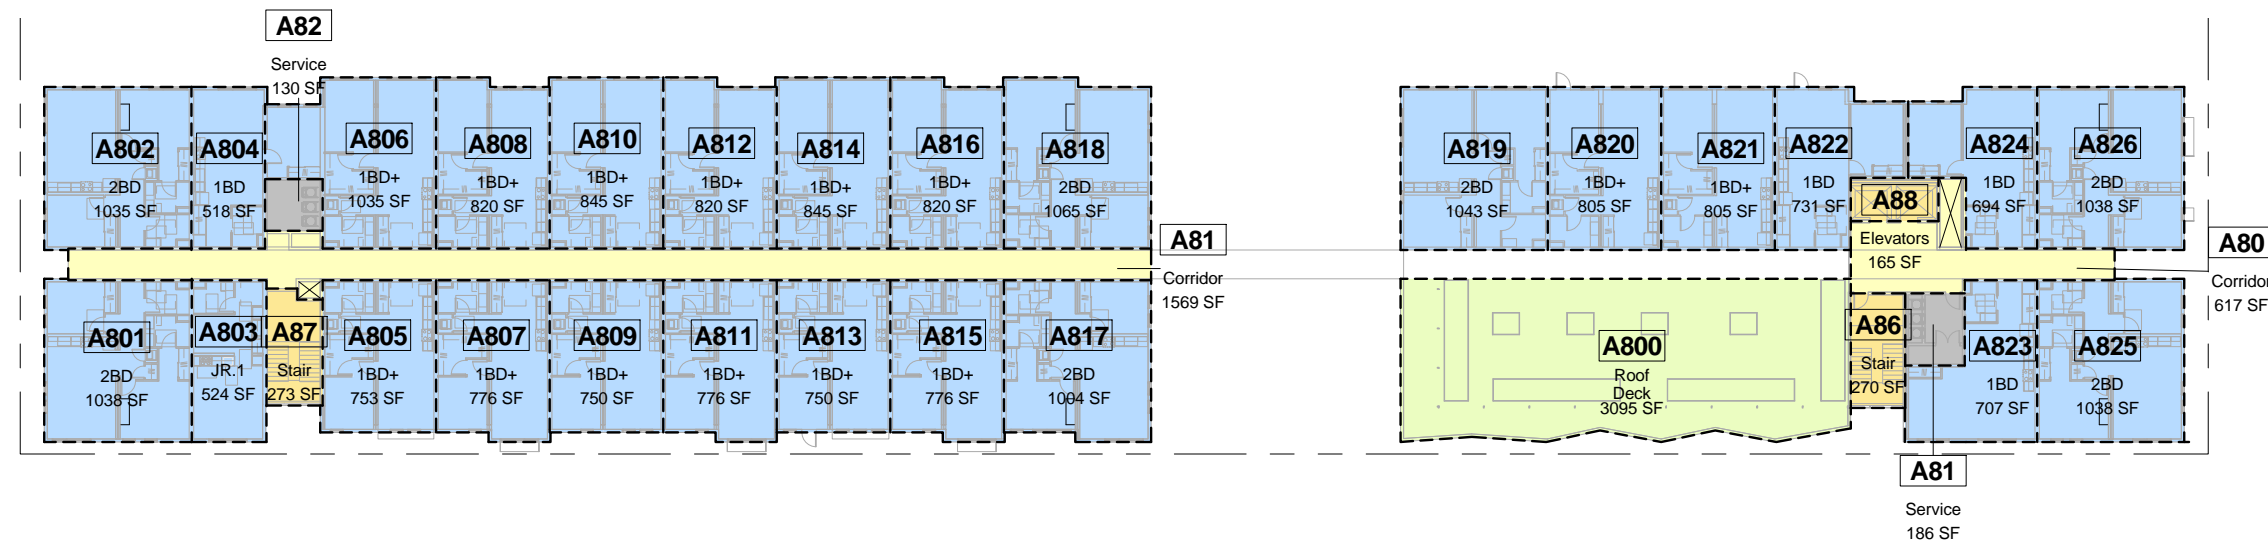 A82
Service
130 SF
A802
2BD
1035 SF
A804
1BD
518 SF
A806
1BD+
1035 SF
A808
1BD+
820 SF
A810
1BD+
845 SF
A812
1BD+
820 SF
A814
1BD+
845 SF
A816
1BD+
820 SF
A818
2BD
1065 SF
A81
Corridor
1569 SF
A819
2BD
1043 SF
A820
1BD+
805 SF
A821
1BD+
805 SF
A822
1BD
731 SF
A88
Elevators
165 SF
A824
1BD
694 SF
A826
2BD
1038 SF
A80
Corridor
617 SF
A801
2BD
1038 SF
A803
JR.1
524 SF
A87
Stair
273 SF
A805
1BD+
753 SF
A807
1BD+
776 SF
A809
1BD+
750 SF
A811
1BD+
776 SF
A813
1BD+
750 SF
A815
1BD+
776 SF
A817
2BD
1004 SF
A800
Roof
Deck
3095 SF
A86
Stair
270 SF
A823
1BD
707 SF
A825
2BD
1038 SF
A81
Service
186 SF